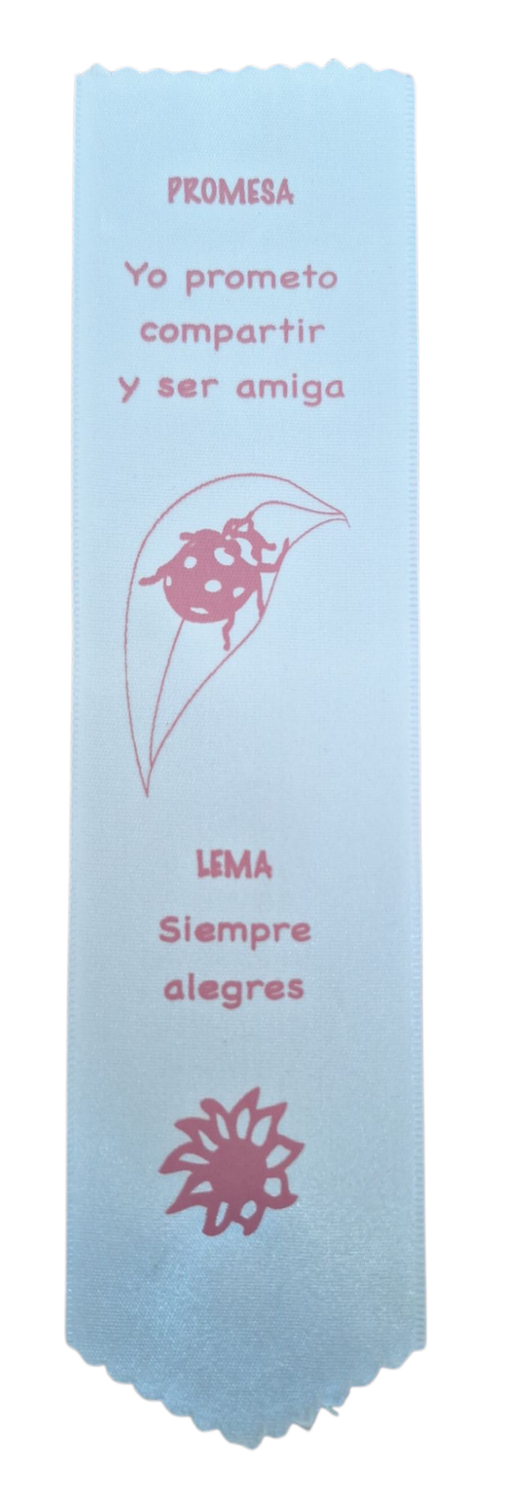 PROMESA
Yo prometo
compartir
y ser amiga
LEMA
Siempre
alegres